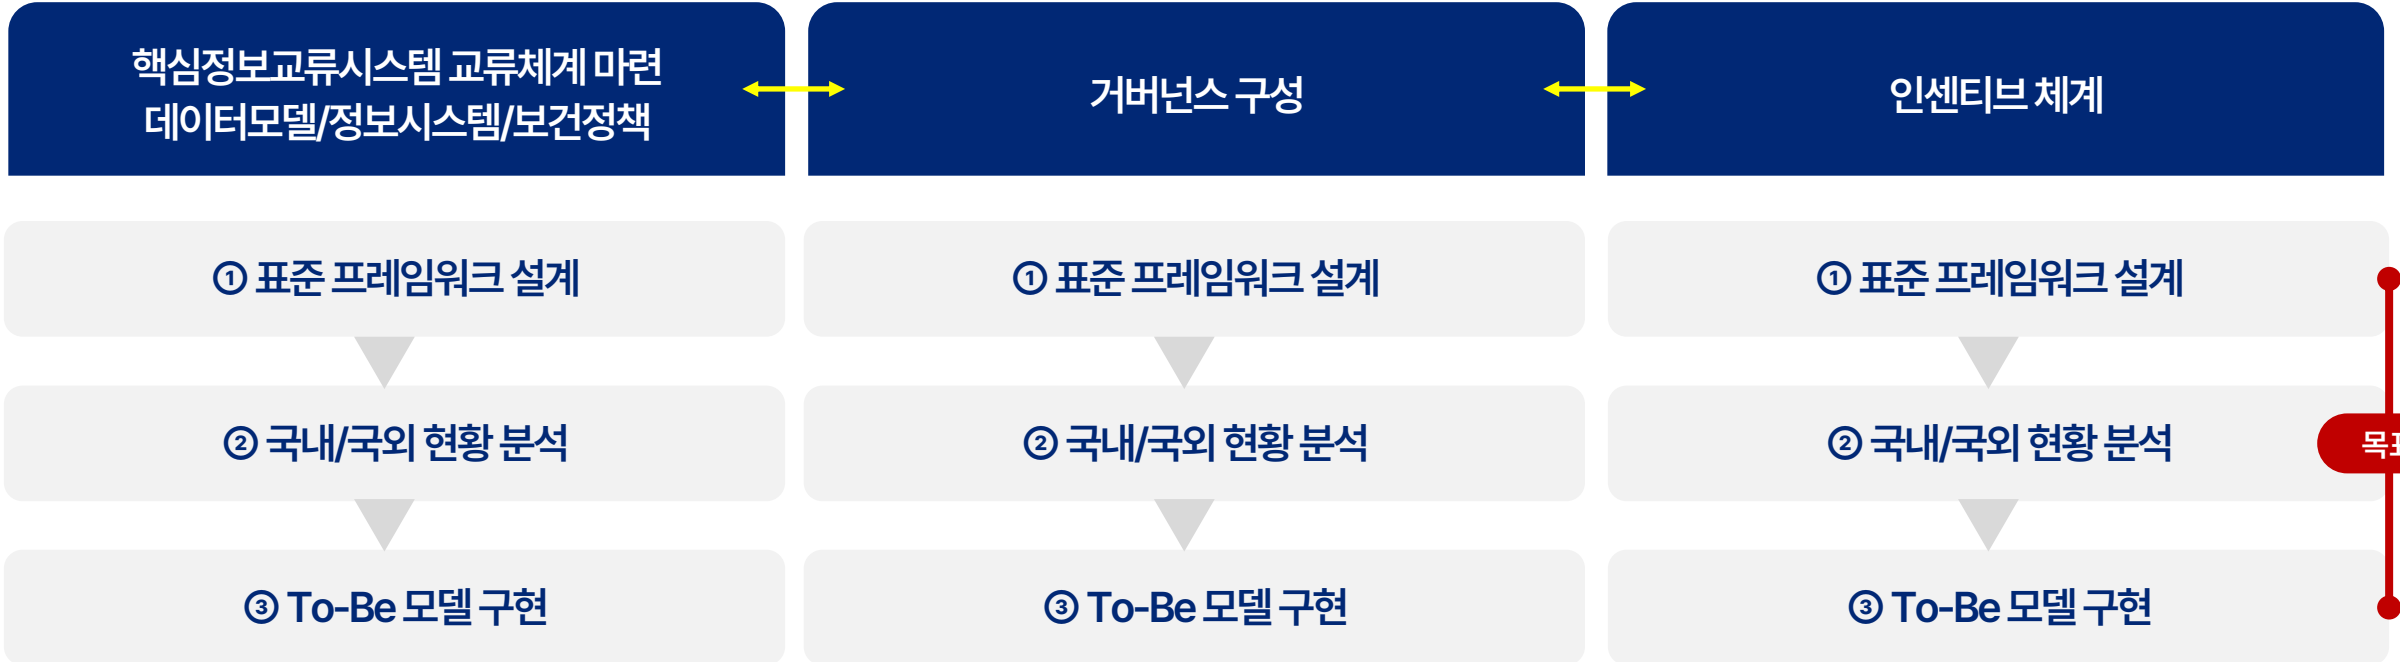 핵심정보교류시스템 교류체계 마련
데이터모델/정보시스템/보건정책
거버넌스 구성
인센티브 체계
① 표준 프레임워크 설계
① 표준 프레임워크 설계
① 표준 프레임워크 설계
② 국내/국외 현황 분석
② 국내/국외 현황 분석
② 국내/국외 현황 분석
③ To-Be 모델 구현
③ To-Be 모델 구현
③ To-Be 모델 구현